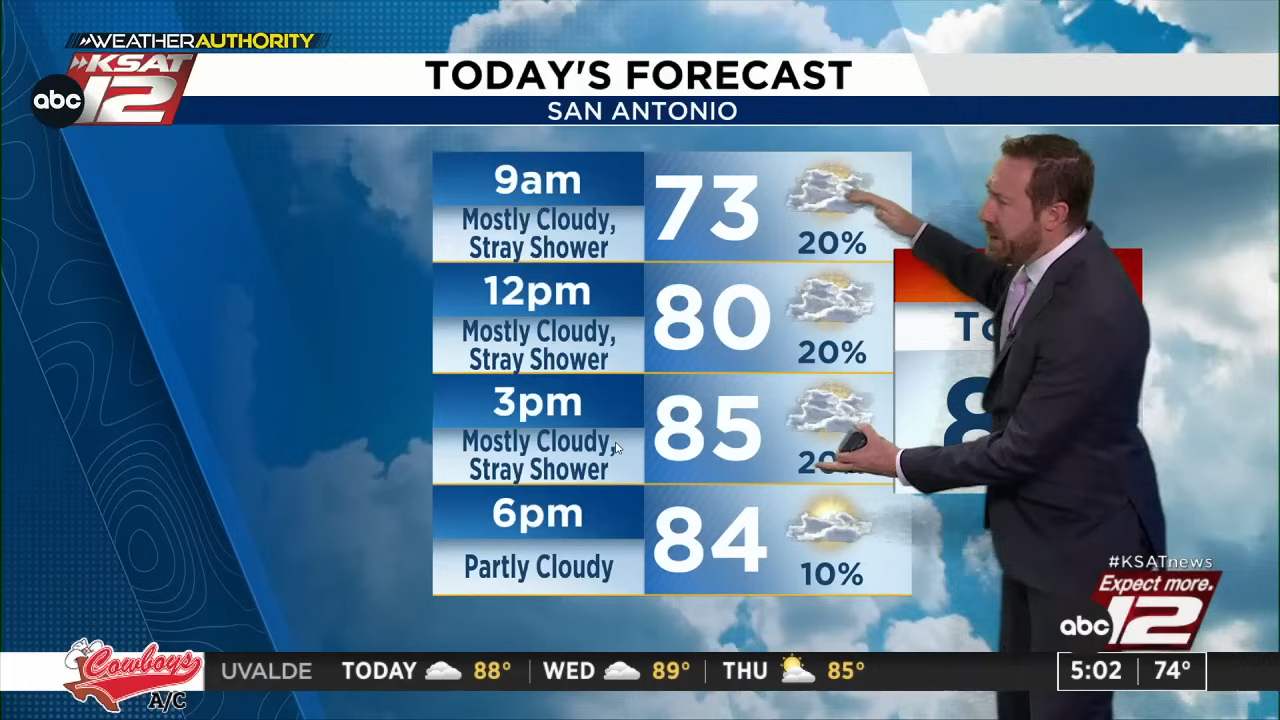 WEATHERAUTHORITY
KSAT
abc 12
TODAY'S FORECAST
SAN ANTONIO
9am
Mostly Cloudy,
Stray Shower
73
20%
12pm
Mostly Cloudy,
Stray Shower
80
20%
3pm
Mostly Cloudy,
Stray Shower
85
6pm
Partly Cloudy
84
10%
#KSATnews
Expect more.
abc 12
Cowboys
A/C
UVALDE TODAY 88° WED 89° THU 85°
5:02 74°